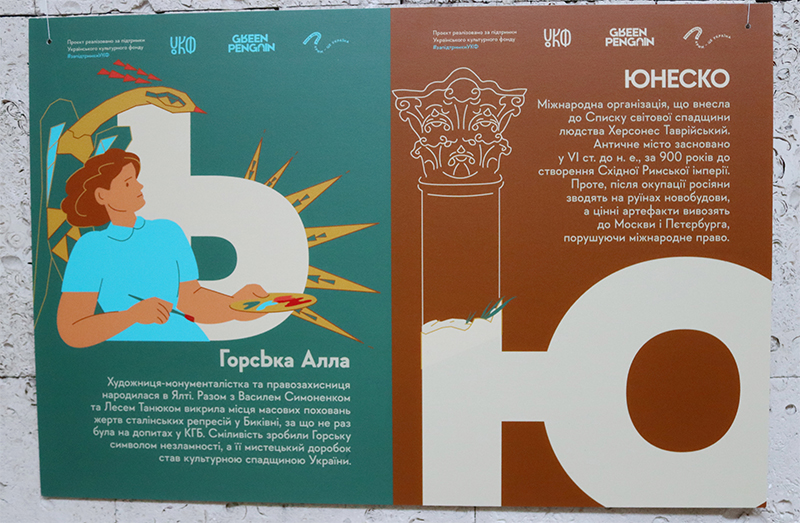 Проект реалізовано за підтримки
Українського культурного фонду
#запідтримкиУКФ
УКФ
GREEN
PENGUIN
Ь
ГорсЬка Алла
Художниця-монументалістка та правозахисниця
народилася в Ялті. Разом з Василем Симоненком
та Лесем Танюком викрила місця масових поховань
жертв сталінських репресій у Биківні, за що не раз
була на допитах у КГБ. Сміливість зробили Горську
символом незламності, а її мистецький доробок
став культурною спадщиною України.
Проект реалізовано за підтримки
Українського культурного фонду
#запідтримкиУКФ
УКФ
GREEN
PENGUIN
ЮНЕСКО
Міжнародна організація, що внесла
до Списку світової спадщини
людства Херсонес Таврійський.
Античне місто засновано
у VI ст. до н. е., за 900 років до
створення Східної Римської імперії.
Проте, після окупації росіяни
зводять на руїнах новобудови,
а цінні артефакти вивозять
до Москви і Пєтєрбурга,
порушуючи міжнародне право.
Ю